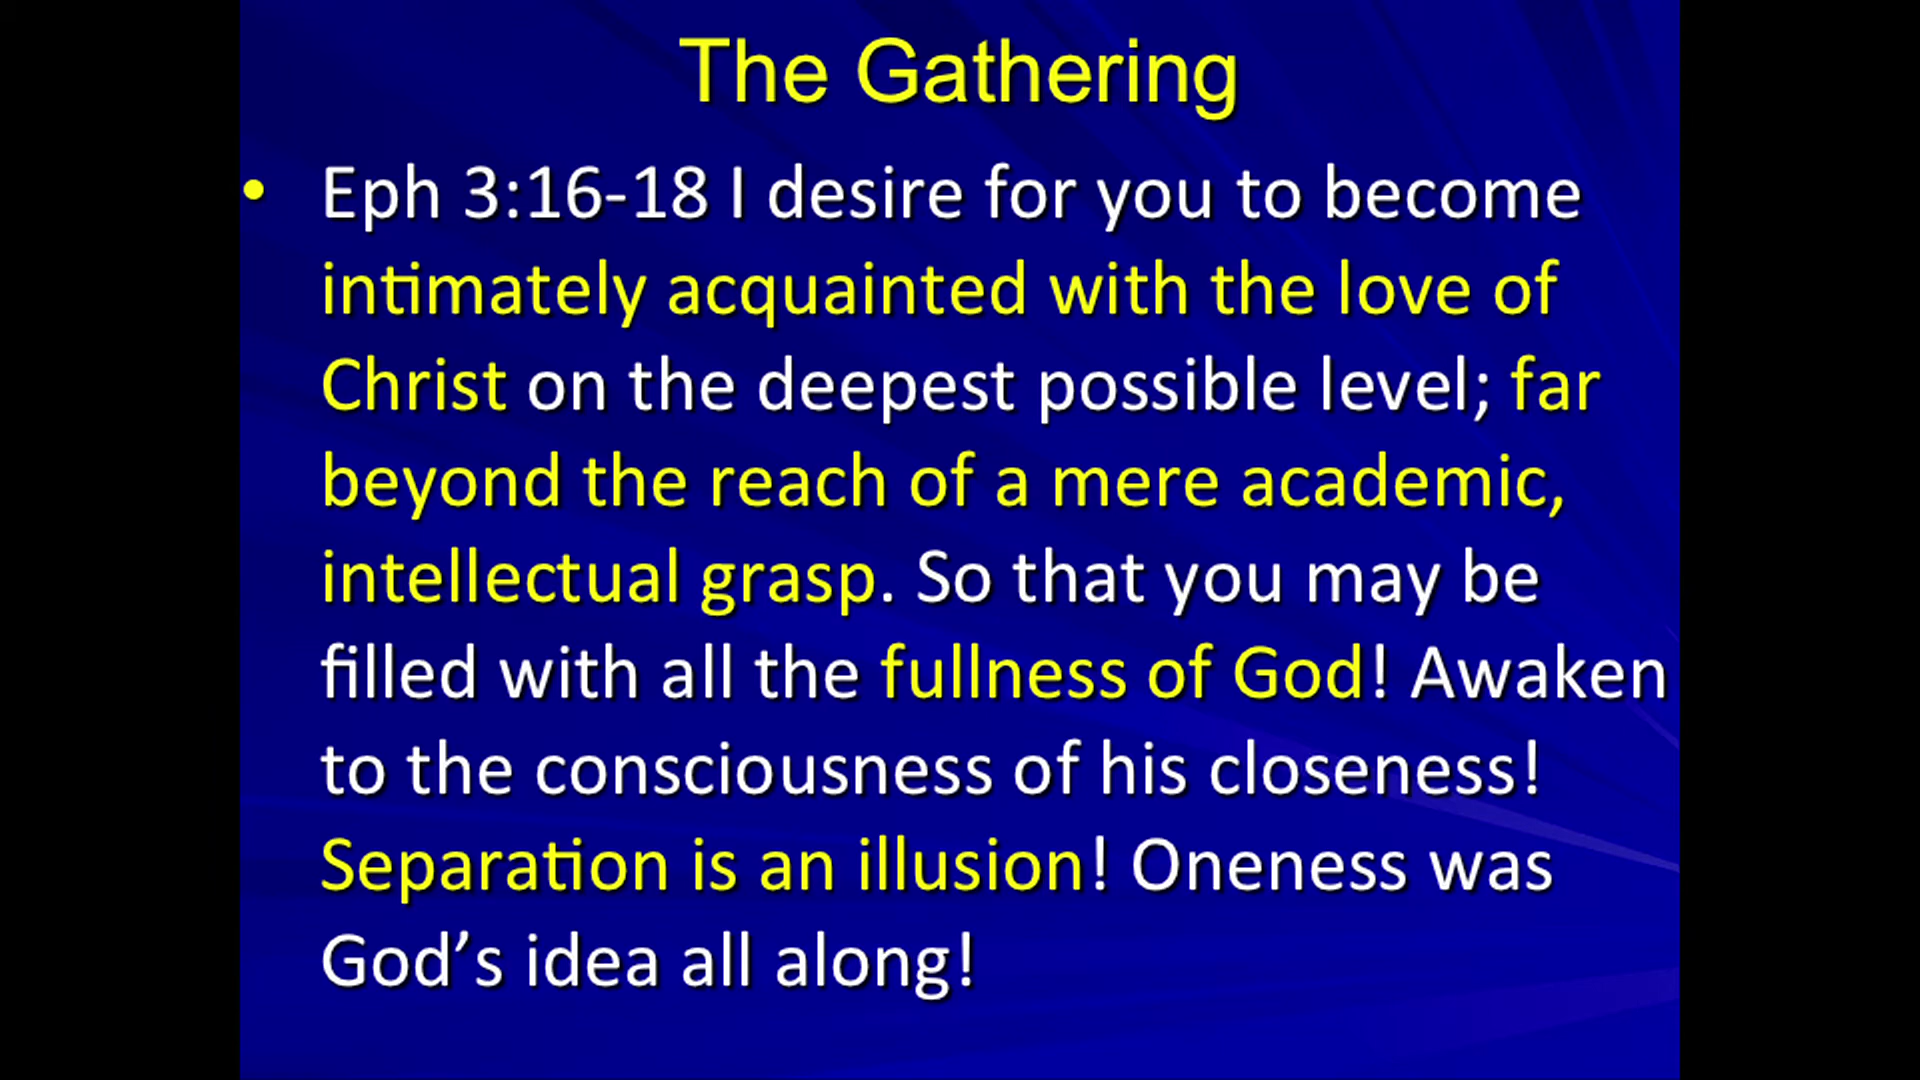 The Gathering
• Eph 3:16-18 I desire for you to become
intimately acquainted with the love of
Christ on the deepest possible level; far
beyond the reach of a mere academic,
intellectual grasp. So that you may be
filled with all the fullness of God! Awaken
to the consciousness of his closeness!
Separation is an illusion! Oneness was
God’s idea all along!